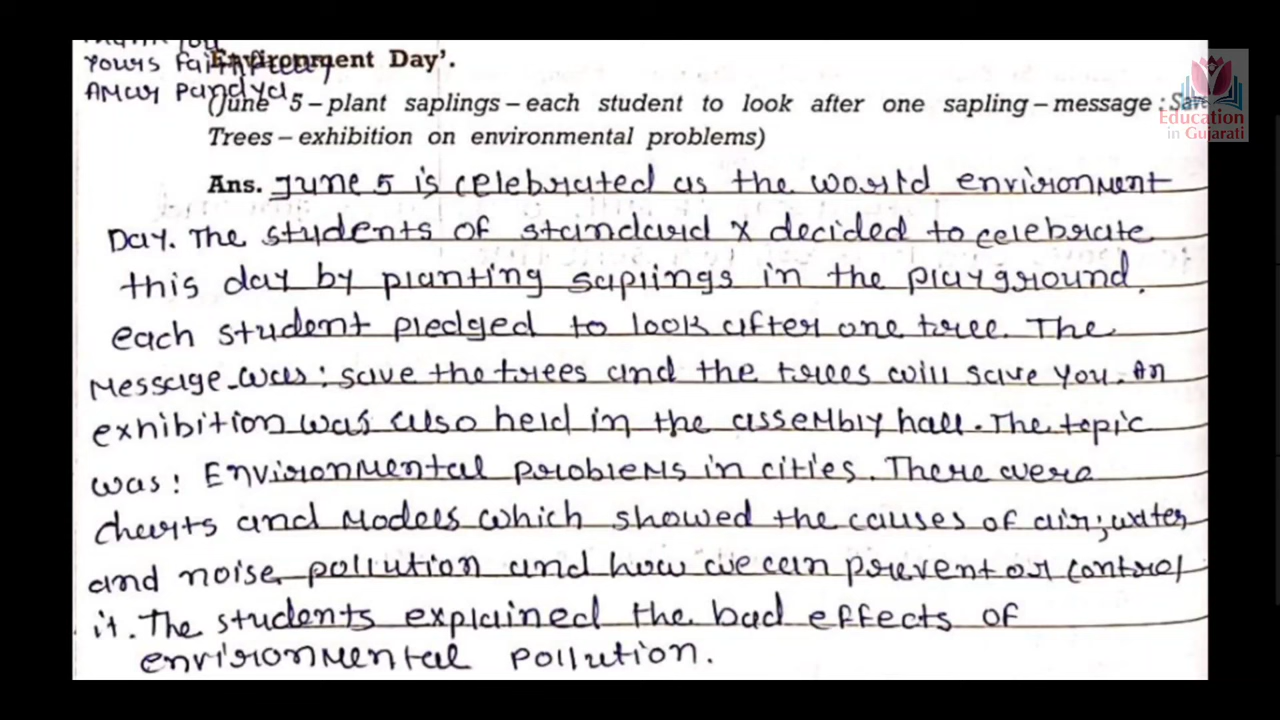 Thank you
Yours Faithfully
Amar Pandya
Environment Day'.
(June 5 – plant saplings – each student to look after one sapling – message : Save
Trees – exhibition on environmental problems)
Education
in Gujarati
Ans. June 5 is celebrated as the world environment
Day. The students of standard X decided to celebrate
this day by planting saplings in the playground.
each student pledged to look after one tree. The
Message was: save the trees and the trees will save you. An
exhibition was also held in the assembly hall. The topic
was: Environmental problems in cities. There were
charts and Models which showed the causes of air, water
and noise pollution and how we can prevent or control
it. The students explained the bad effects of
environmental pollution.